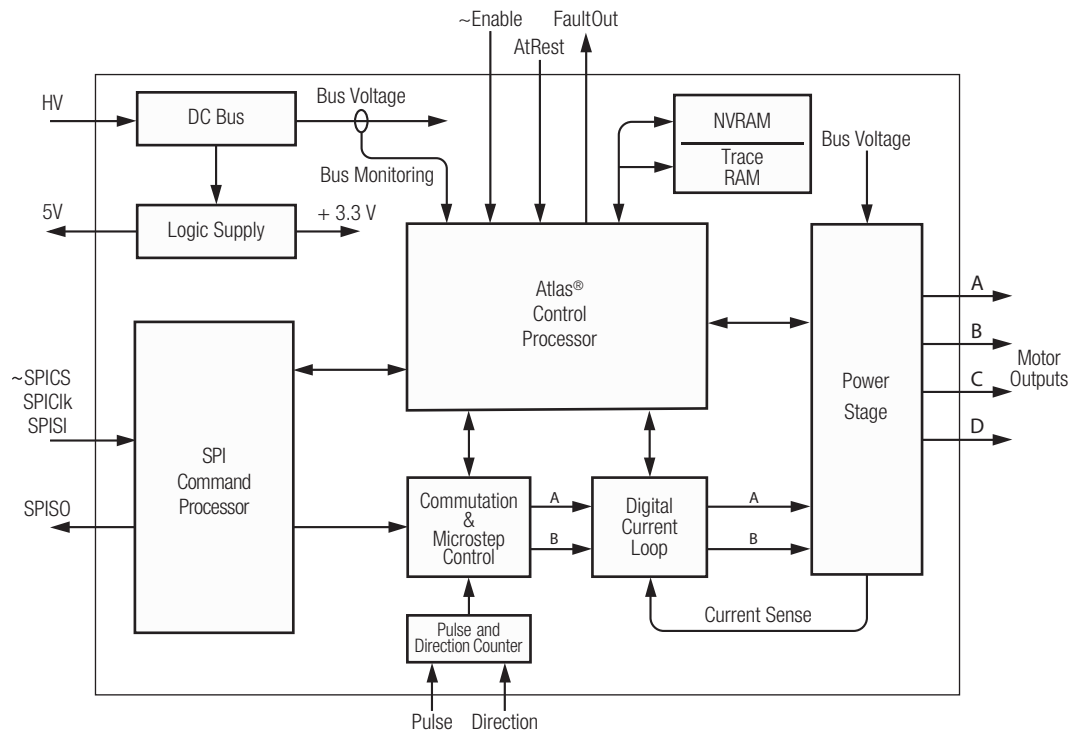 ~Enable
FaultOut
AtRest
HV
DC Bus
Bus Voltage
Bus Monitoring
NVRAM
Trace
RAM
Bus Voltage
5V
Logic Supply
+ 3.3 V
Atlas®
Control
Processor
A
B
C
D
Motor
Outputs
Power
Stage
~SPICS
SPIClk
SPISI
SPISO
SPI
Command
Processor
Commutation
&
Microstep
Control
A
B
Digital
Current
Loop
A
B
Current Sense
Pulse and
Direction Counter
Pulse
Direction